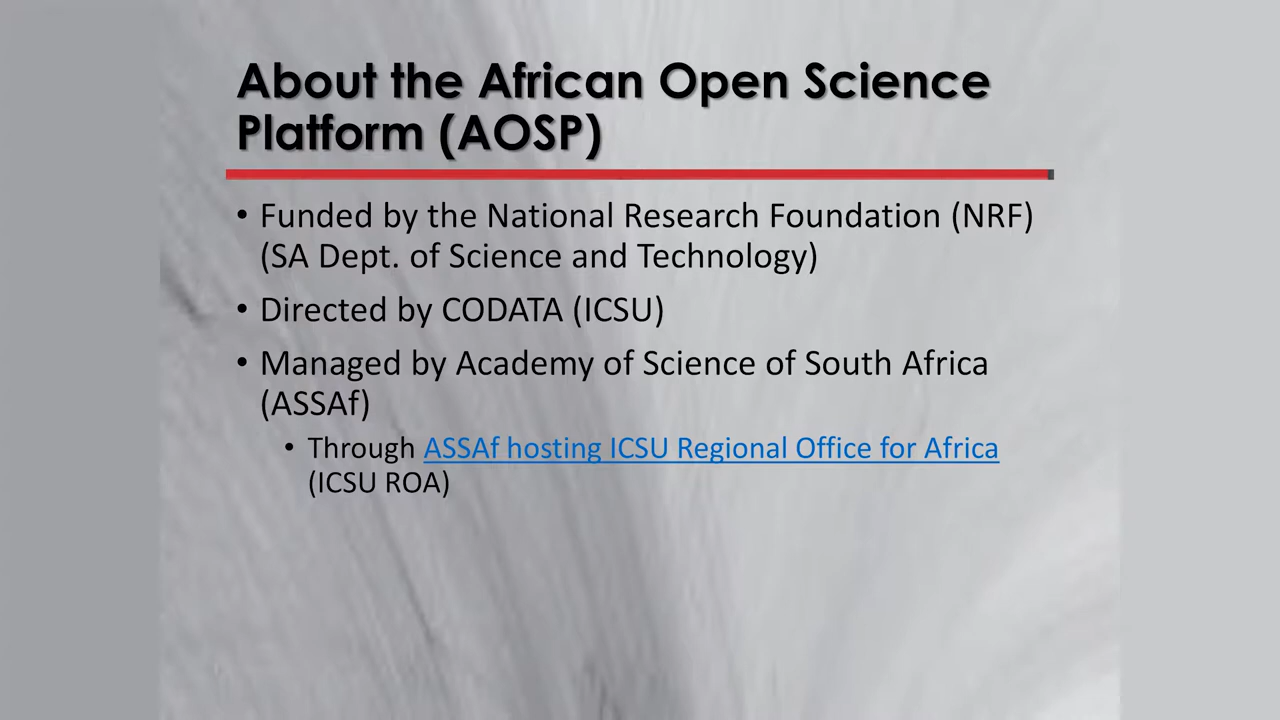 About the African Open Science
Platform (AOSP)
• Funded by the National Research Foundation (NRF)
(SA Dept. of Science and Technology)
• Directed by CODATA (ICSU)
• Managed by Academy of Science of South Africa
(ASSAf)
• Through ASSAf hosting ICSU Regional Office for Africa
(ICSU ROA)